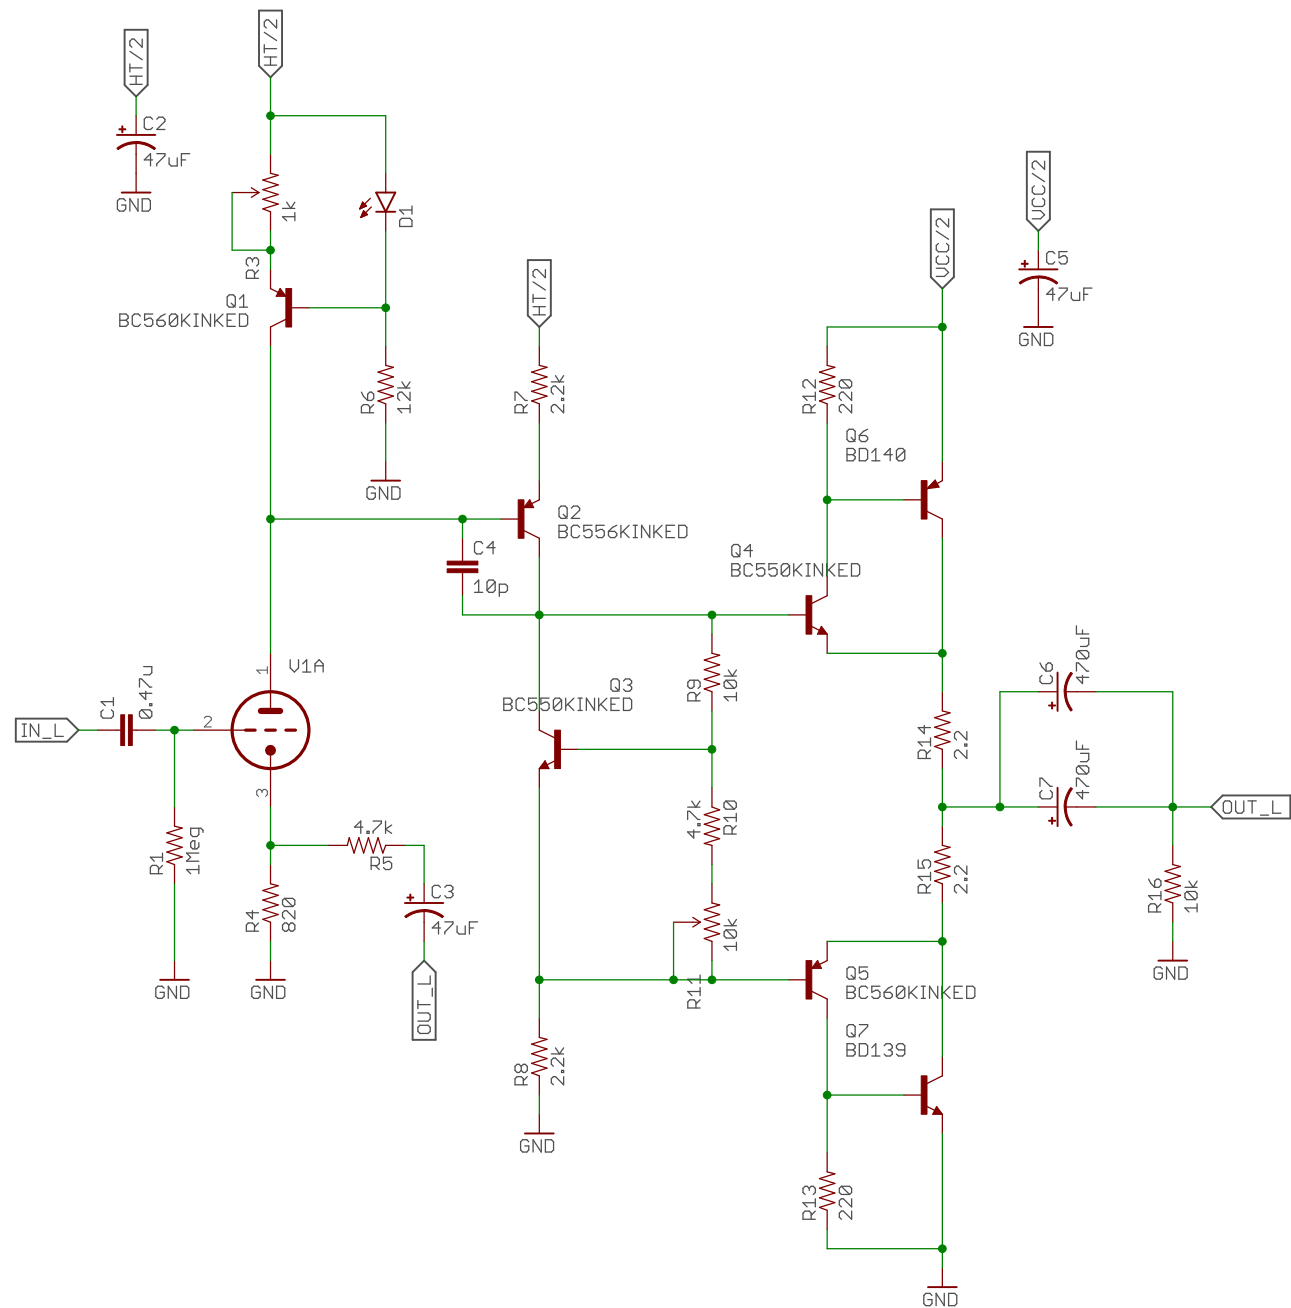 HT/2
HT/2
C2
47uF
GND
1k
R3
D1
Q1
BC560KINKED
R6
12k
GND
HT/2
R7
2.2k
Q2
BC556KINKED
C4
10p
VCC/2
VCC/2
C5
47uF
GND
R12
220
Q6
BD140
Q4
BC550KINKED
IN_L
C1
0.47u
1
V1A
2
3
R1
1Meg
GND
R4
820
GND
4.7k
R5
C3
47uF
OUT_L
Q3
BC550KINKED
R9
10k
4.7k
R10
10k
R11
R8
2.2k
GND
R14
2.2
R15
2.2
C6
470uF
C7
470uF
OUT_L
R16
10k
GND
Q5
BC560KINKED
Q7
BD139
R13
220
GND